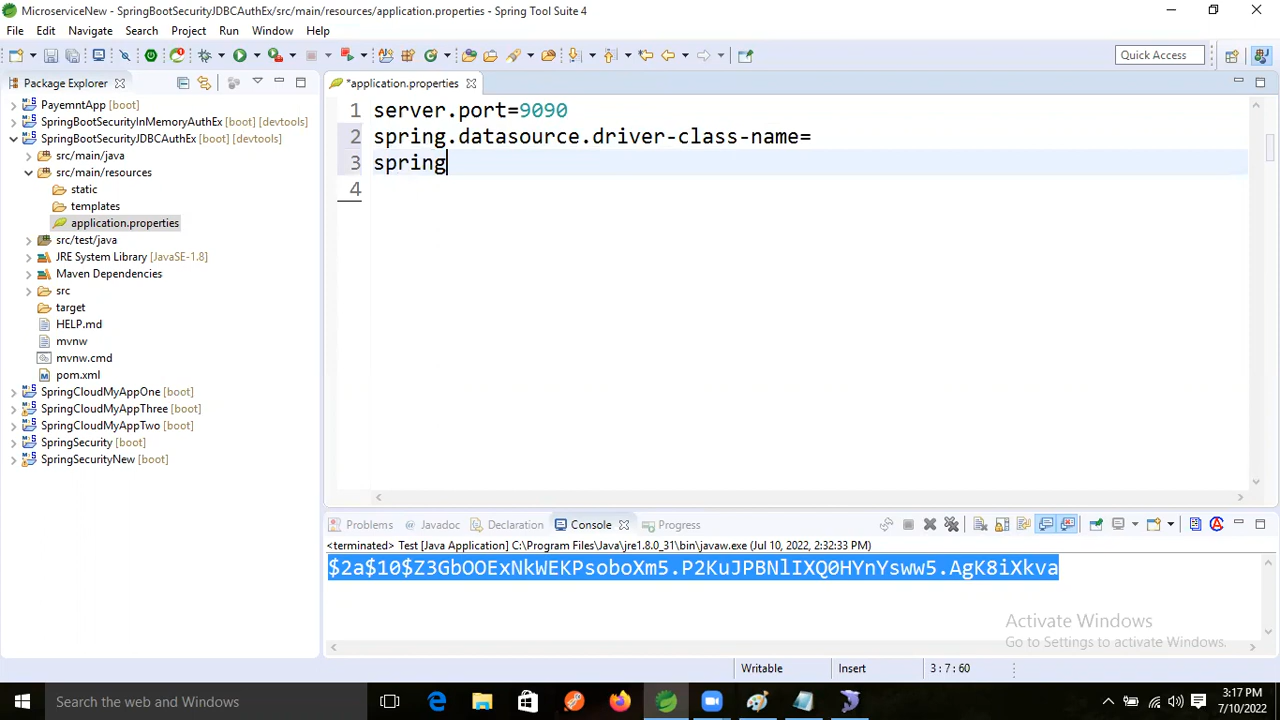 MicroserviceNew - SpringBootSecurityJDBCAuthEx/src/main/resources/application.properties - Spring Tool Suite 4
File Edit Navigate Search Project Run Window Help
Quick Access
Package Explorer
PayemntApp [boot]
SpringBootSecurityInMemoryAuthEx [boot] [devtools]
SpringBootSecurityJDBCAuthEx [boot] [devtools]
src/main/java
src/main/resources
static
templates
application.properties
src/test/java
JRE System Library [JavaSE-1.8]
Maven Dependencies
src
target
HELP.md
mvnw
mvnw.cmd
pom.xml
SpringCloudMyAppOne [boot]
SpringCloudMyAppThree [boot]
SpringCloudMyAppTwo [boot]
SpringSecurity [boot]
SpringSecurityNew [boot]
*application.properties
1 server.port=9090
2 spring.datasource.driver-class-name=
3 spring
4
Problems Javadoc Declaration Console Progress
<terminated> Test [Java Application] C:\Program Files\Java\jre1.8.0_31\bin\javaw.exe (Jul 10, 2022, 2:32:33 PM)
$2a$10$Z3GbOOExNkWEKPsoboXm5.P2KuJPBNlIXQ0HYnYsww5.AgK8iXkva
Activate Windows
Go to Settings to activate Windows.
Writable Insert 3 : 7 : 60
Search the web and Windows
3:17 PM
7/10/2022